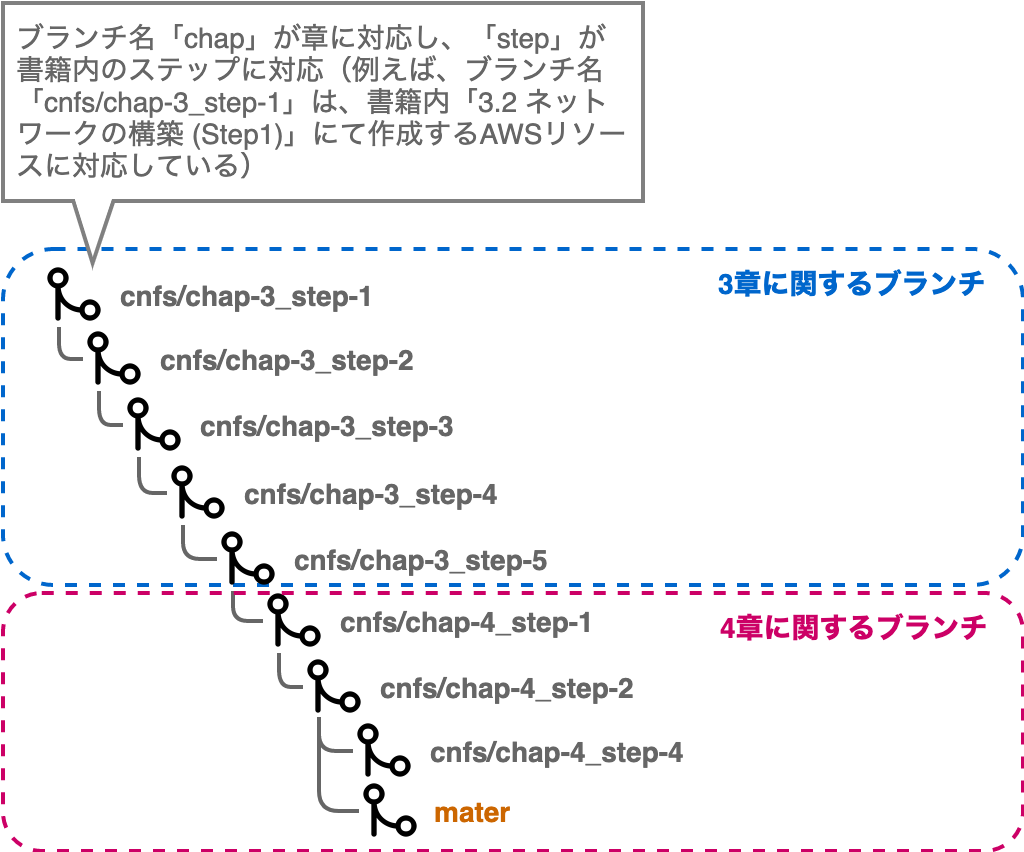 ブランチ名「chap」が章に対応し、「step」が
書籍内のステップに対応（例えば、ブランチ名
「cnfs/chap-3_step-1」は、書籍内「3.2 ネット
ワークの構築 (Step1)」にて作成するAWSリソー
スに対応している）
3章に関するブランチ
cnfs/chap-3_step-1
cnfs/chap-3_step-2
cnfs/chap-3_step-3
cnfs/chap-3_step-4
cnfs/chap-3_step-5
4章に関するブランチ
cnfs/chap-4_step-1
cnfs/chap-4_step-2
cnfs/chap-4_step-4
mater